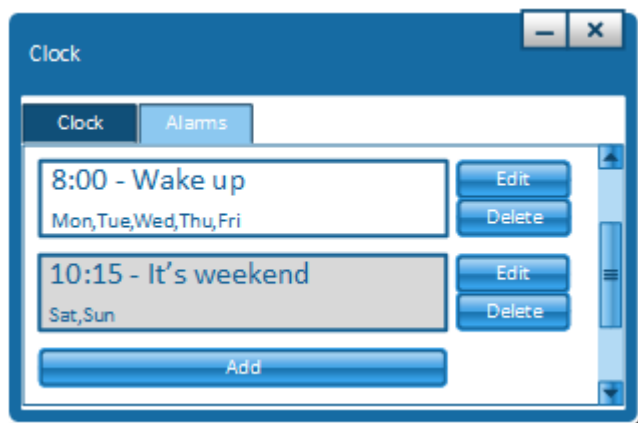 Clock
Clock Alarms
8:00 - Wake up
Edit
Mon,Tue,Wed,Thu,Fri
Delete
10:15 - It's weekend
Edit
Sat,Sun
Delete
Add